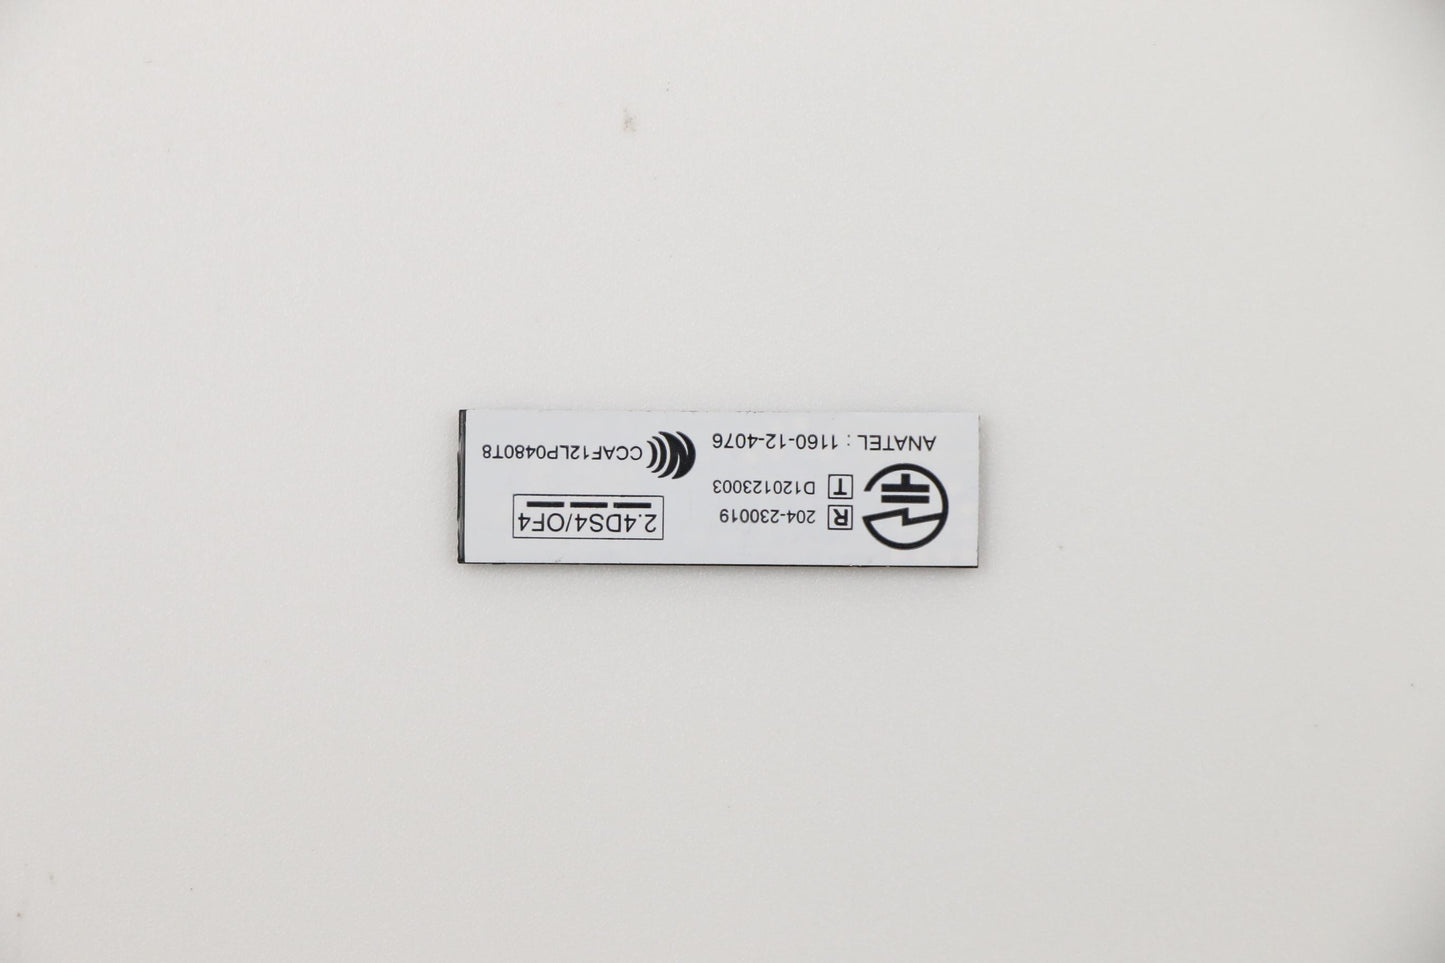 R 204-230019
T D120123003
ANATEL : 1160-12-4076
2.4DS4/OF4
CCAF12LP0480T8